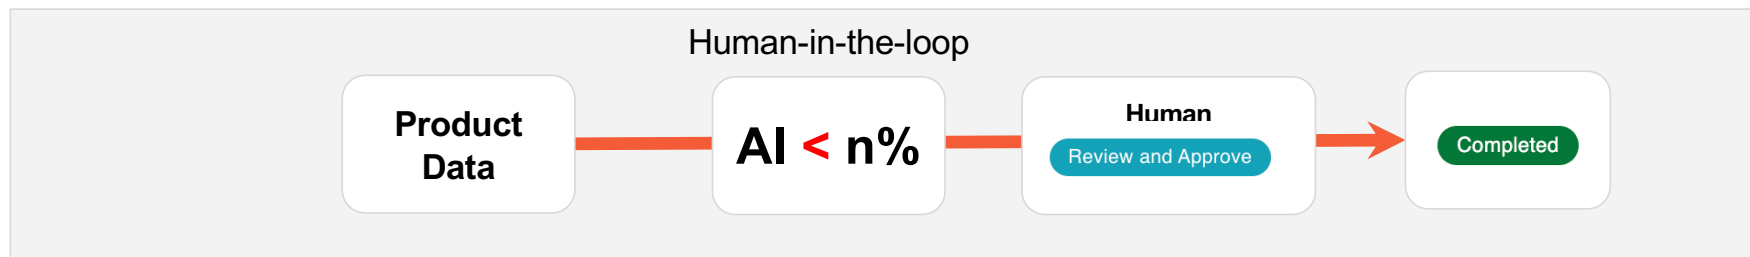 Human-in-the-loop
Product
Data
AI < n%
Human
Review and Approve
Completed